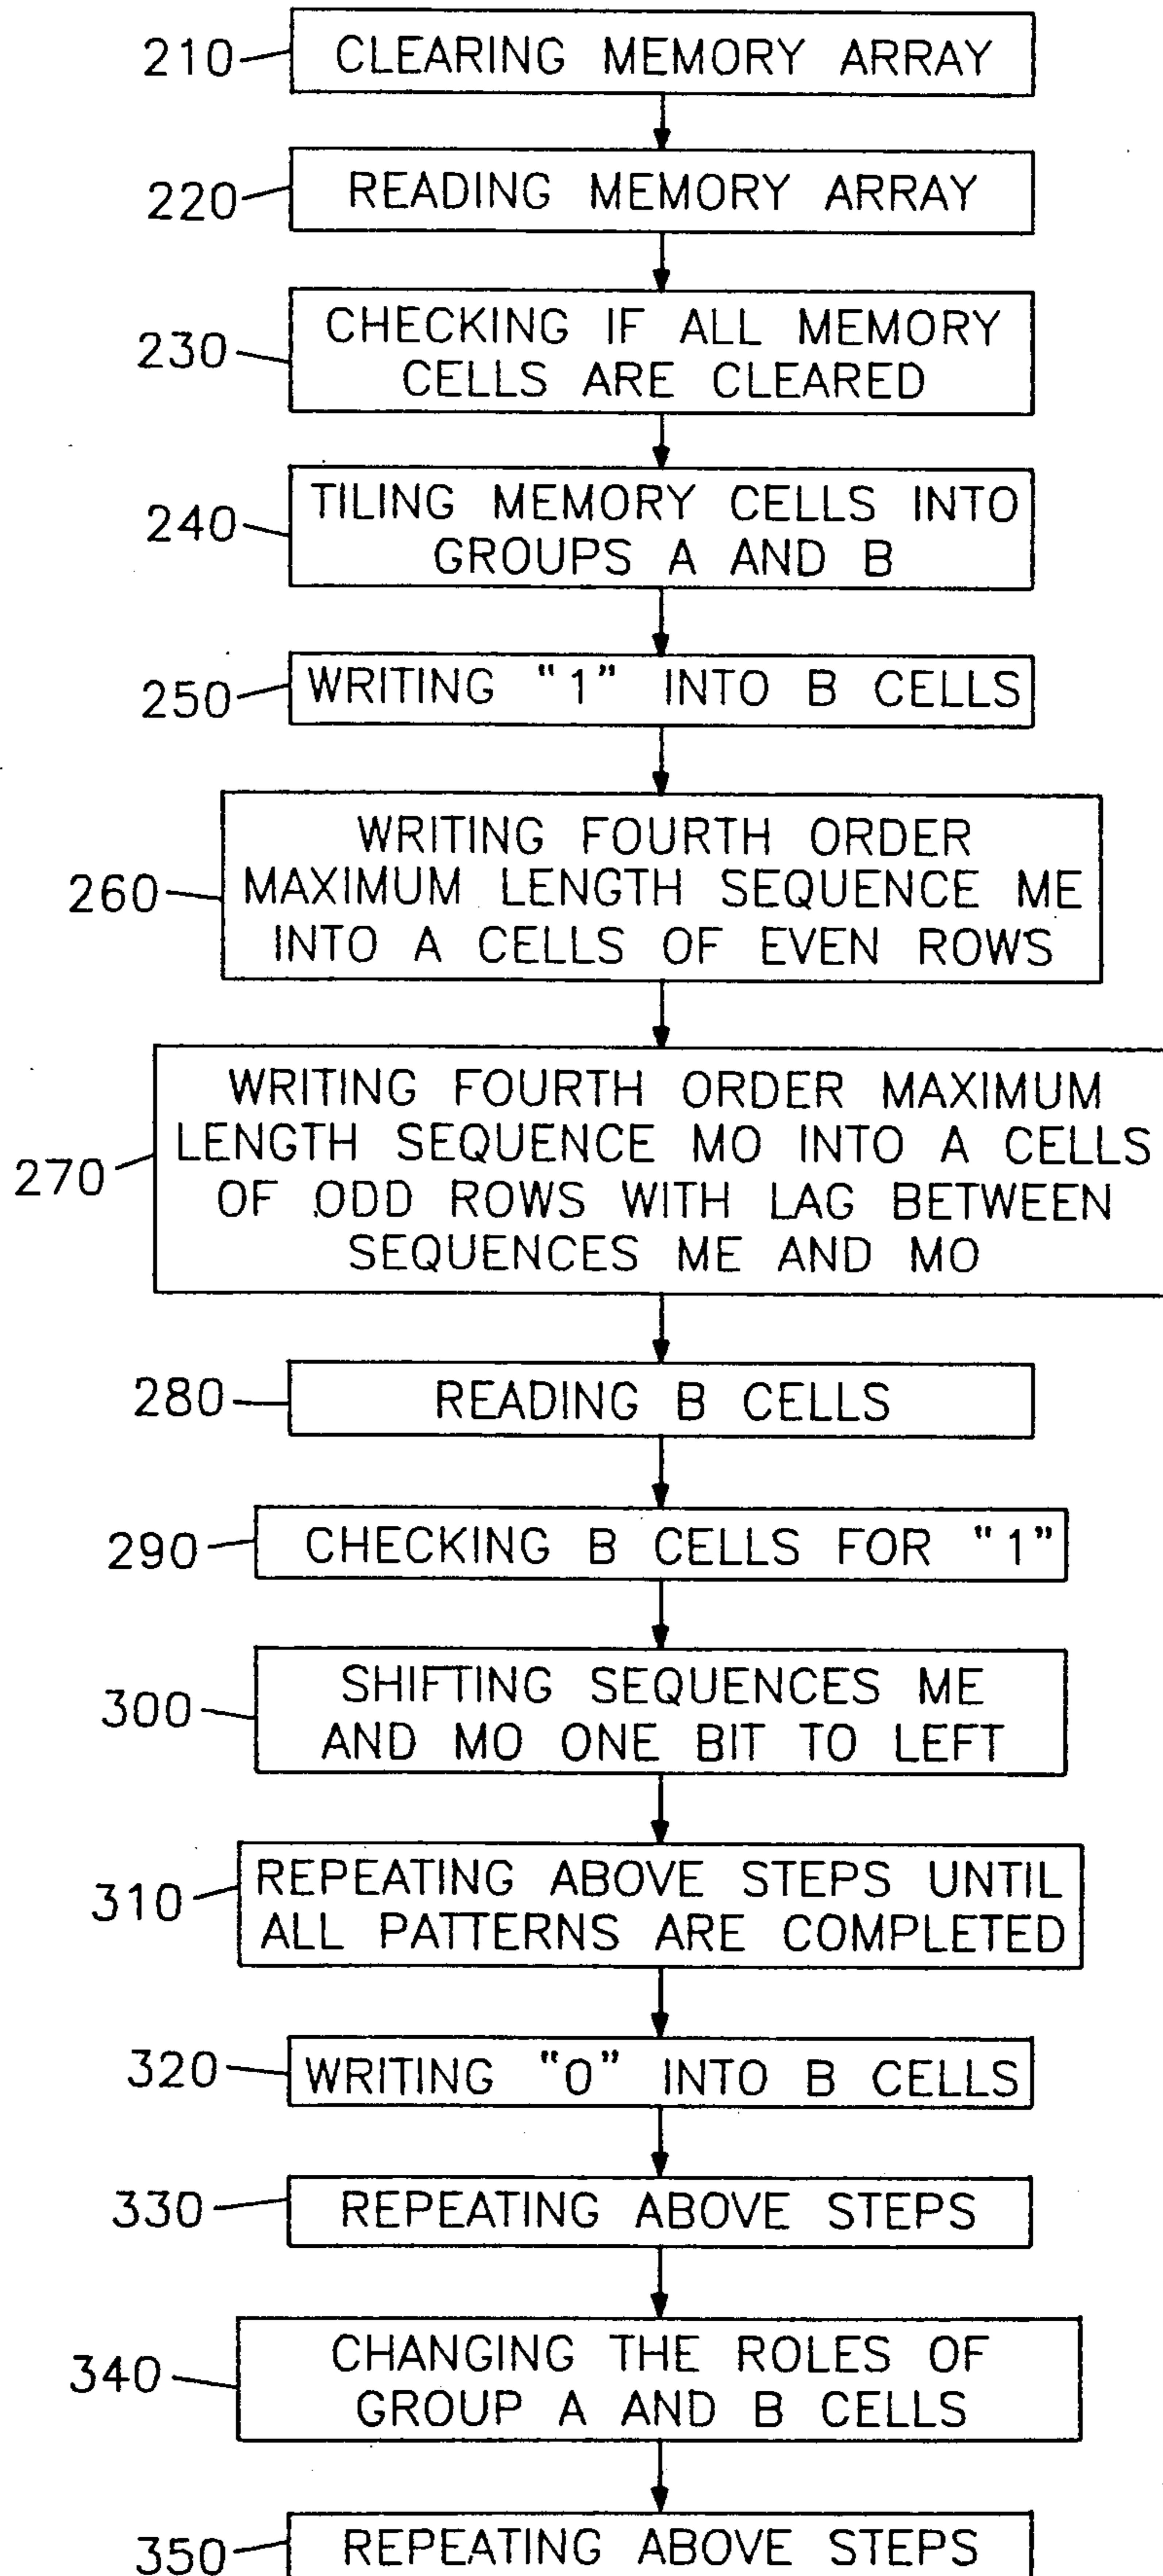 210 CLEARING MEMORY ARRAY
220 READING MEMORY ARRAY
230 CHECKING IF ALL MEMORY
CELLS ARE CLEARED
240 TILING MEMORY CELLS INTO
GROUPS A AND B
250 WRITING "1" INTO B CELLS
WRITING FOURTH ORDER
260 MAXIMUM LENGTH SEQUENCE ME
INTO A CELLS OF EVEN ROWS
WRITING FOURTH ORDER MAXIMUM
LENGTH SEQUENCE MO INTO A CELLS
270 OF ODD ROWS WITH LAG BETWEEN
SEQUENCES ME AND MO
280 READING B CELLS
290 CHECKING B CELLS FOR "1"
300 SHIFTING SEQUENCES ME
AND MO ONE BIT TO LEFT
310 REPEATING ABOVE STEPS UNTIL
ALL PATTERNS ARE COMPLETED
320 WRITING "0" INTO B CELLS
330 REPEATING ABOVE STEPS
340 CHANGING THE ROLES OF
GROUP A AND B CELLS
350 REPEATING ABOVE STEPS